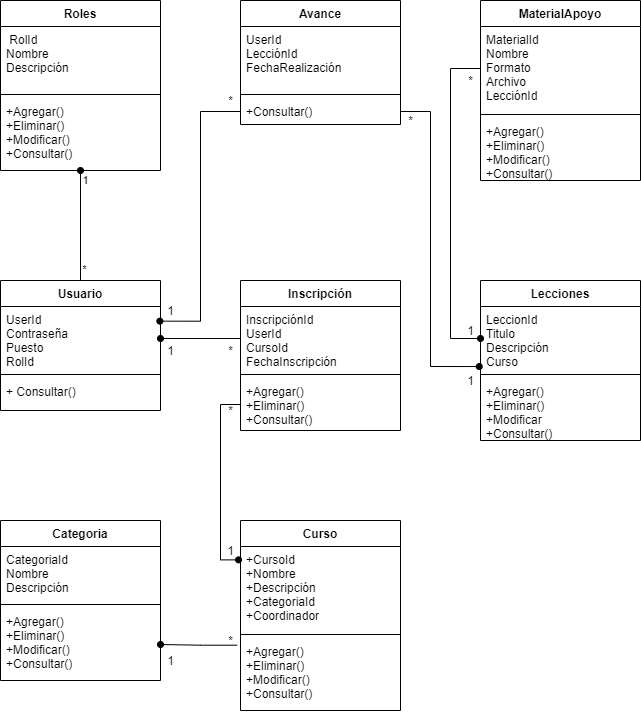 Roles
RolId
Nombre
Descripción
+Agregar()
+Eliminar()
+Modificar()
+Consultar()
1
*
Avance
UserId
LecciónId
FechaRealización
+Consultar()
*
*
MaterialApoyo
MaterialId
Nombre
Formato
Archivo
LecciónId
*
+Agregar()
+Eliminar()
+Modificar()
+Consultar()
Usuario
UserId
Contraseña
Puesto
RolId
+ Consultar()
1
1
Inscripción
InscripciónId
UserId
CursoId
FechaInscripción
*
+Agregar()
+Eliminar()
+Consultar()
*
Lecciones
LeccionId
Titulo
Descripción
Curso
1
1
+Agregar()
+Eliminar()
+Modificar
+Consultar()
Categoria
CategoriaId
Nombre
Descripción
+Agregar()
+Eliminar()
+Modificar()
+Consultar()
1
Curso
1
+CursoId
+Nombre
+Descripción
+CategoriaId
+Coordinador
*
+Agregar()
+Eliminar()
+Modificar()
+Consultar()